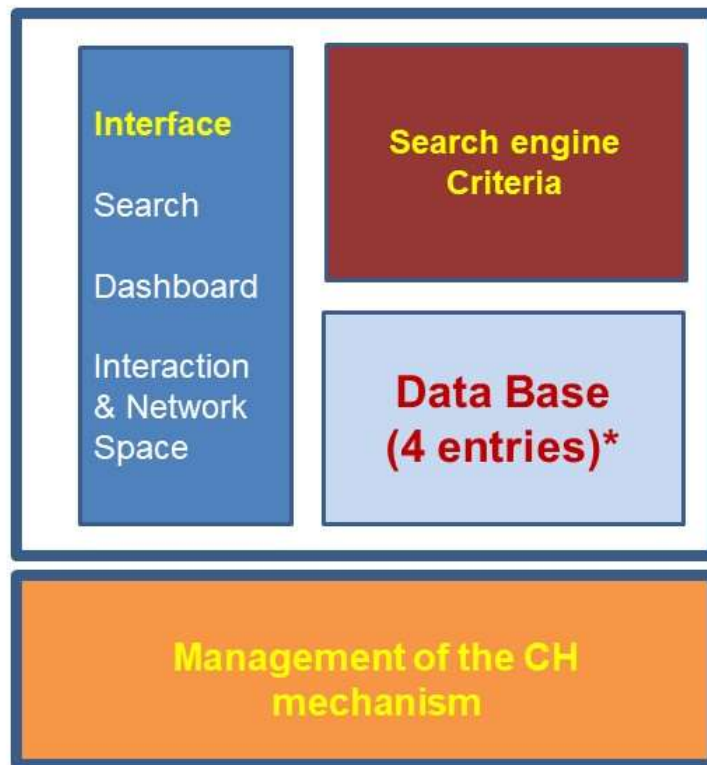 Interface
Search
Dashboard
Interaction
& Network
Space
Search engine
Criteria
Data Base
(4 entries)*
Management of the CH
mechanism